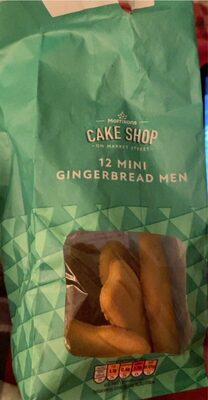 Morrisons
CAKE SHOP
ON MARKET STREET
12 MINI
GINGERBREAD MEN